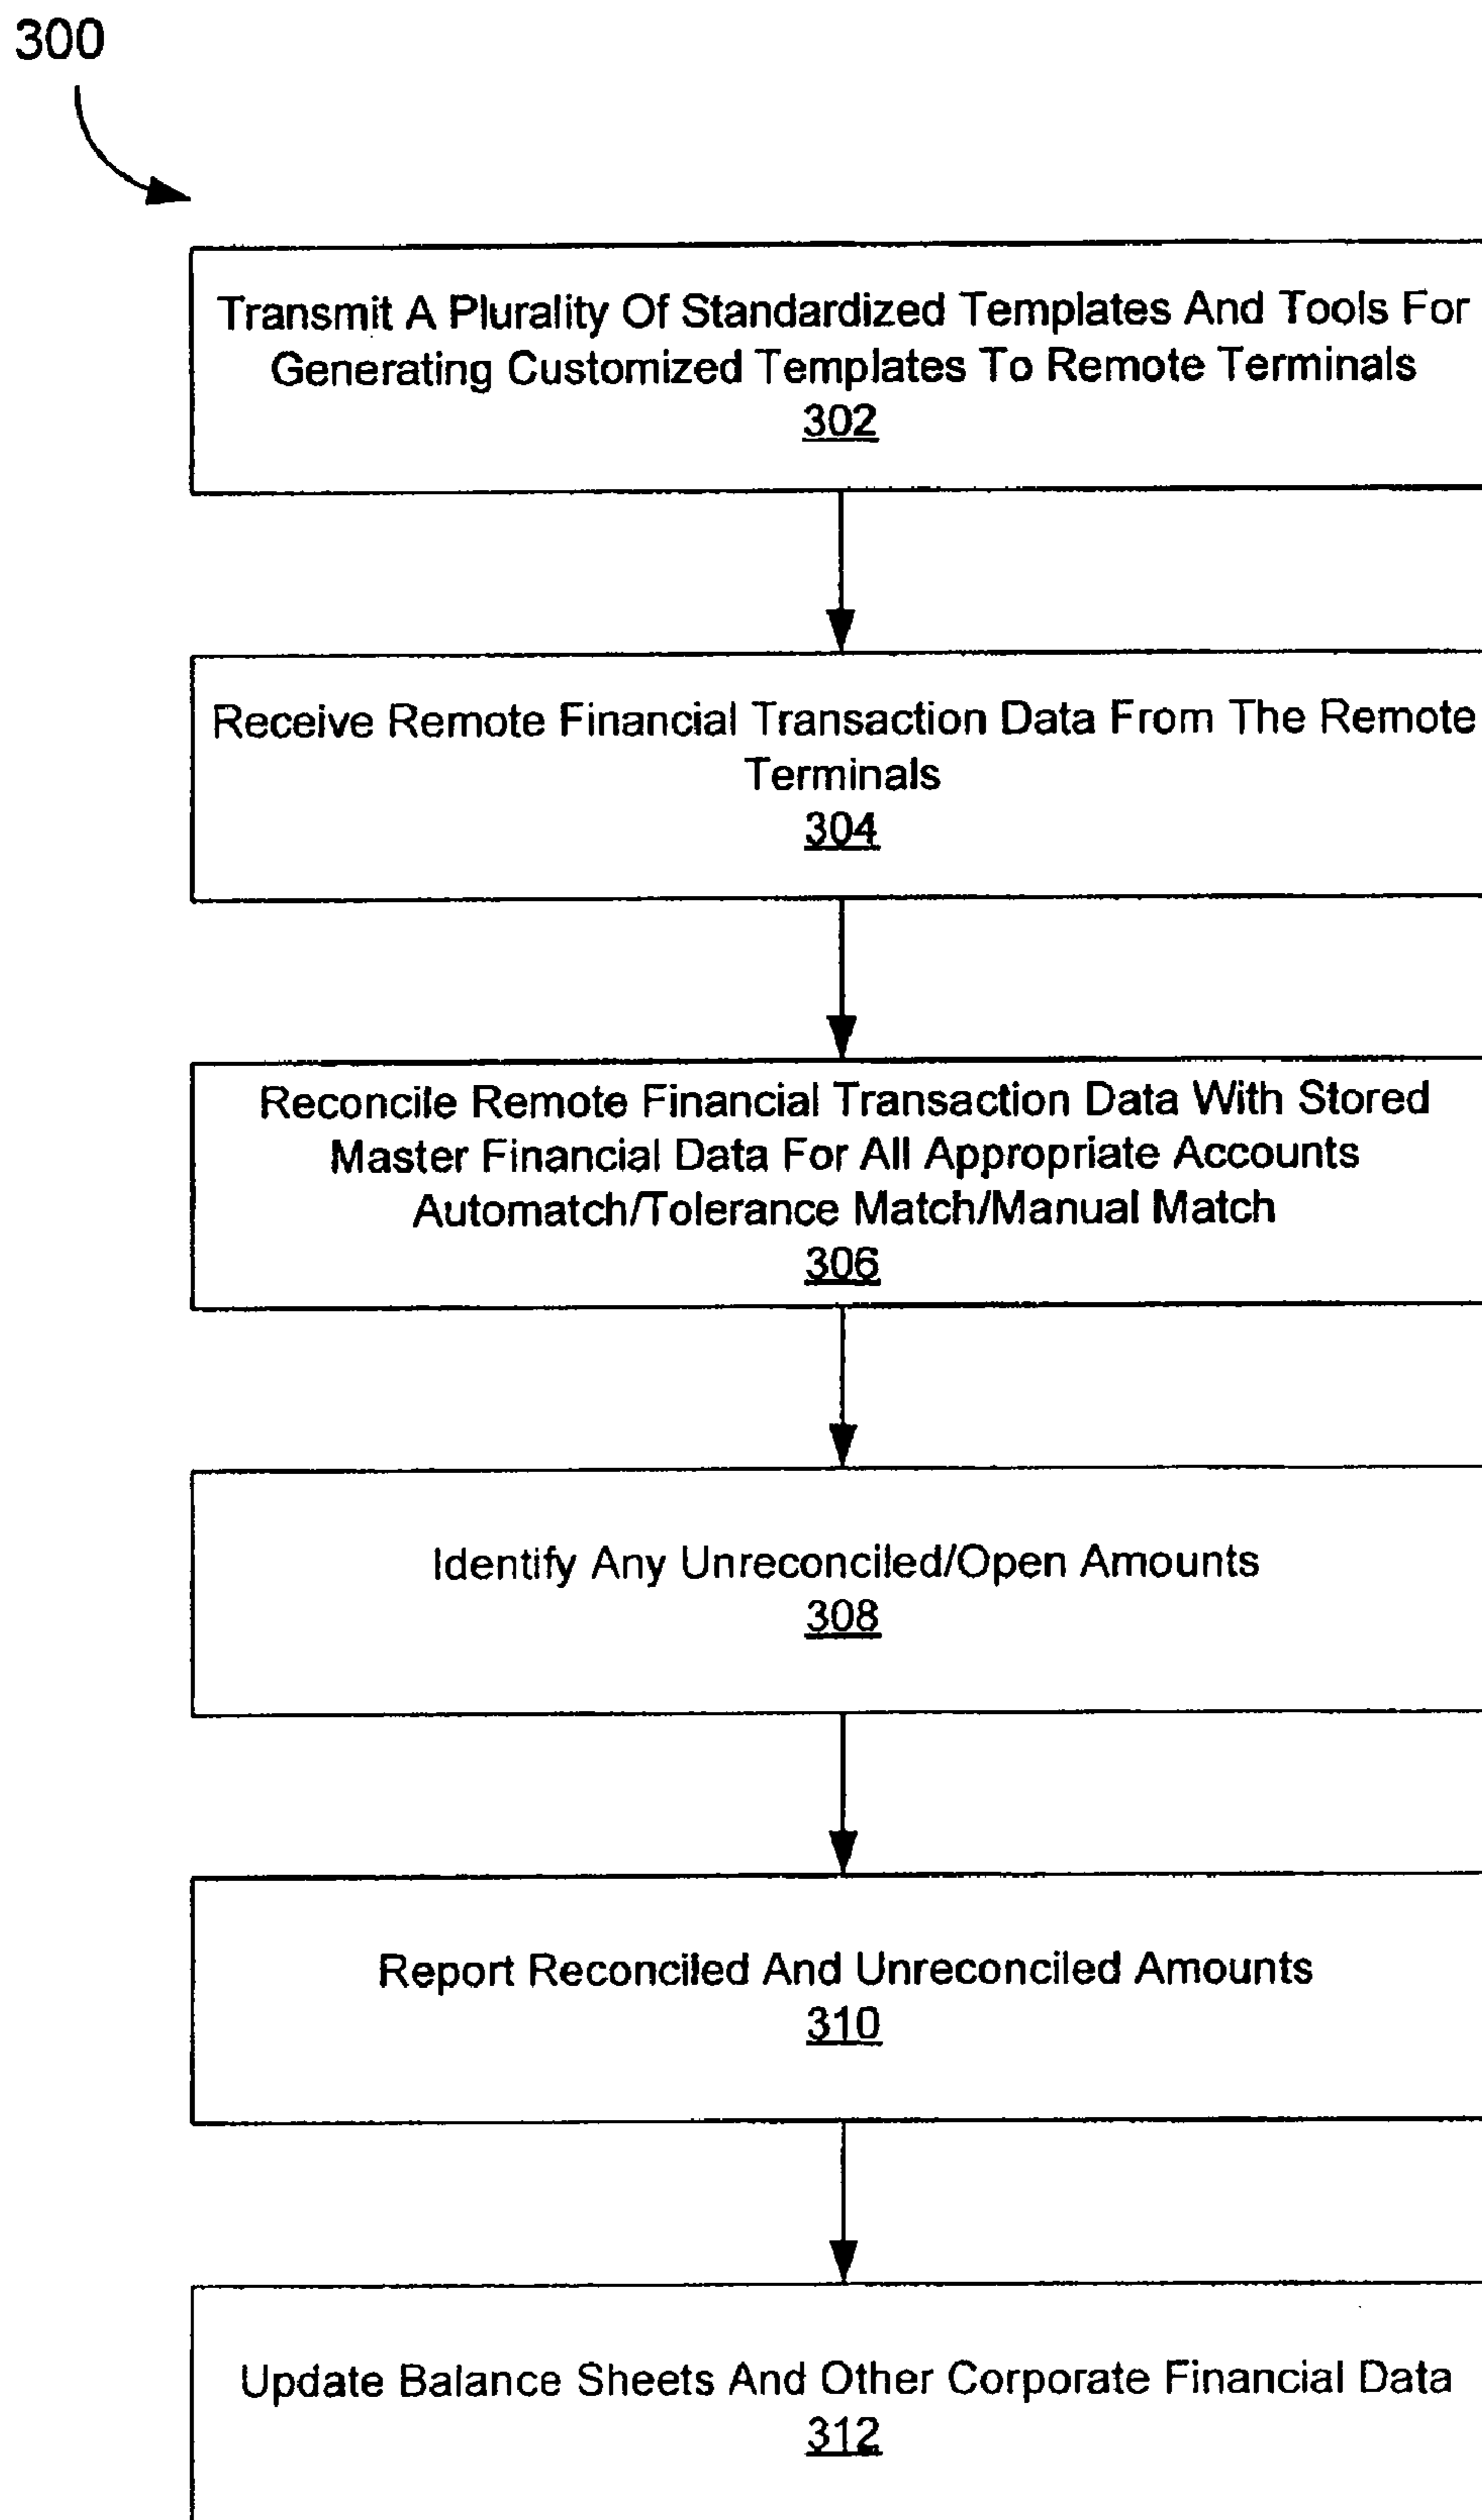 300
Transmit A Plurality Of Standardized Templates And Tools For
Generating Customized Templates To Remote Terminals
302
Receive Remote Financial Transaction Data From The Remote
Terminals
304
Reconcile Remote Financial Transaction Data With Stored
Master Financial Data For All Appropriate Accounts
Automatch/Tolerance Match/Manual Match
306
Identify Any Unreconciled/Open Amounts
308
Report Reconciled And Unreconciled Amounts
310
Update Balance Sheets And Other Corporate Financial Data
312